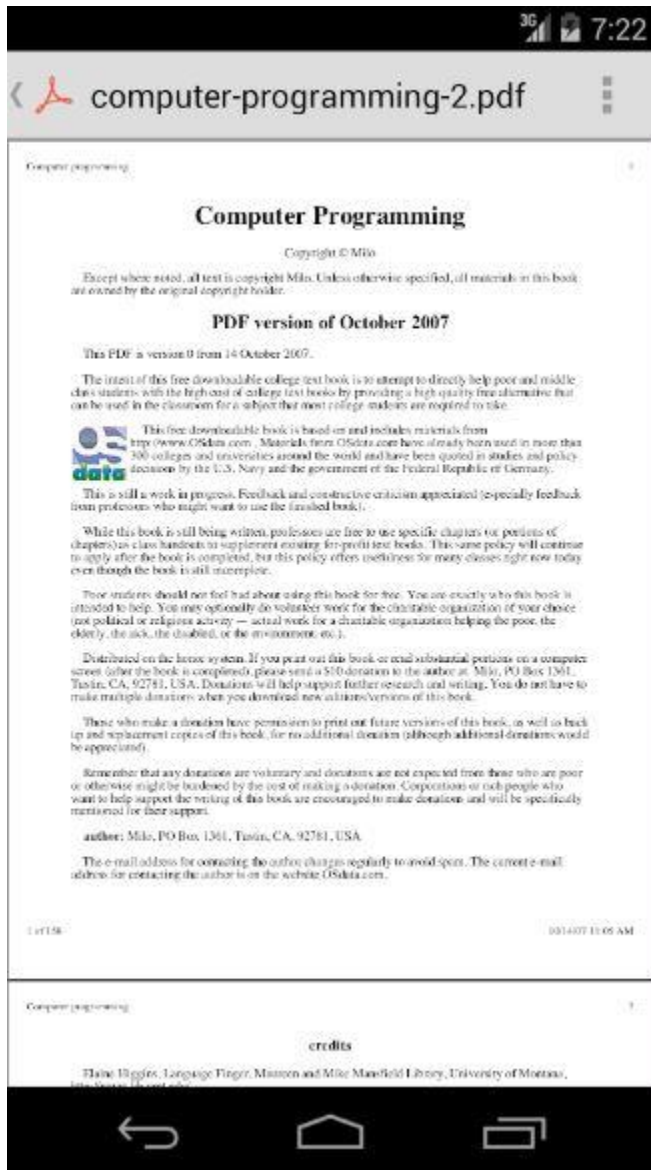 3G 7:22
computer-programming-2.pdf
Computer programming 1
Computer Programming
Copyright © Milo
Except where noted, all text is copyright Milo. Unless otherwise specified, all materials in this book
are owned by the original copyright holder.
PDF version of October 2007
This PDF is version 0 from 14 October 2007.
The intent of this free downloadable college text book is to attempt to directly help poor and middle
class students with the high cost of college text books by providing a high quality free alternative that
can be used in the classroom for a subject that most college students are required to take.
OS
data
This free downloadable book is based on and includes materials from
http://www.OSdata.com . Materials from OSdata.com have already been used in more than
300 colleges and universities around the world and have been quoted in studies and policy
decisions by the U.S. Navy and the government of the Federal Republic of Germany.
This is still a work in progress. Feedback and constructive criticism appreciated (especially feedback
from professors who might want to use the finished book).
While this book is still being written, professors are free to use specific chapters (or portions of
chapters) as class handouts to supplement existing for-profit text books. This same policy will continue
to apply after the book is completed, but this policy offers usefulness for many classes right now today
even though the book is still incomplete.
Poor students should not feel bad about using this book for free. You are exactly who this book is
intended to help. You may optionally do volunteer work for the charitable organization of your choice
(not political or religious activity — actual work for a charitable organization helping the poor, the
elderly, the sick, the disabled, or the environment, etc.).
Distributed on the honor system. If you print out this book or read substantial portions on a computer
screen (after the book is completed), please send a $10 donation to the author at: Milo, PO Box 1361,
Tustin, CA, 92781, USA. Donations will help support further research and writing. You do not have to
make multiple donations when you download new editions/versions of this book.
Those who make a donation have permission to print out future versions of this book, as well as back
up and replacement copies of this book, for no additional donation (although additional donations would
be appreciated).
Remember that any donations are voluntary and donations are not expected from those who are poor
or otherwise might be burdened by the cost of making a donation. Corporations or rich people who
want to help support the writing of this book are encouraged to make donations and will be specifically
mentioned for their support.
author: Milo, PO Box 1361, Tustin, CA, 92781, USA
The e-mail address for contacting the author changes regularly to avoid spam. The current e-mail
address for contacting the author is on the website OSdata.com.
1 of 158 10/14/07 11:05 AM
Computer programming
credits
Elaine Higgins, Language Finger, Maureen and Mike Mansfield Library, University of Montana,